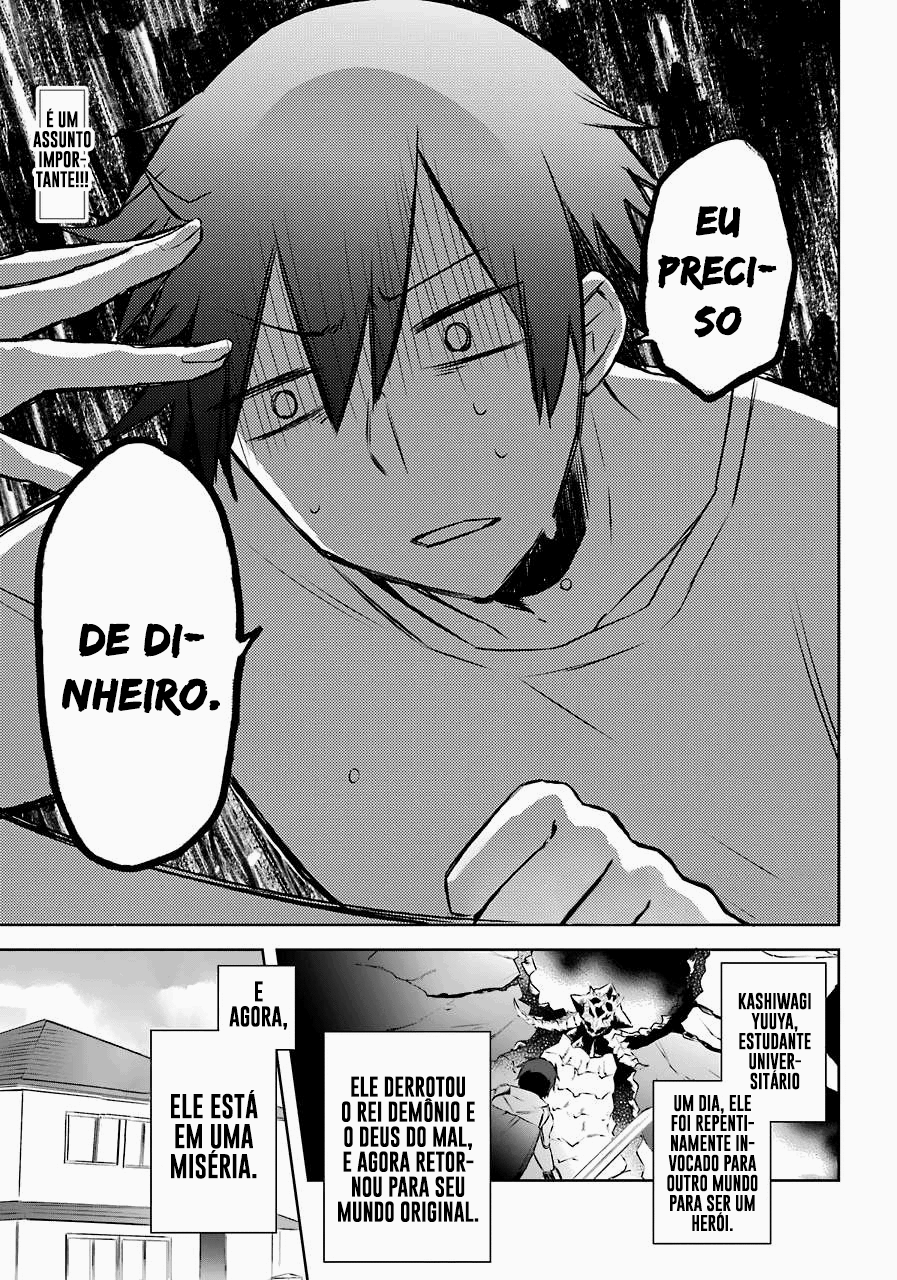 EU
PRECI-
SO
É UM
ASSUNTO
IMPOR-
TANTE!!!
DE DI-
NHEIRO.
KASHIWAGI
YUUYA,
ESTUDANTE
UNIVER-
SITÁRIO
UM DIA, ELE
FOI REPENTI-
NAMENTE IN-
VOCADO PARA
OUTRO MUNDO
PARA SER UM
HERÓI.
ELE DERROTOU
O REI DEMÔNIO E
O DEUS DO MAL,
E AGORA RETOR-
NOU PARA SEU
MUNDO ORIGINAL.
E
AGORA,
ELE ESTÁ
EM UMA
MISÉRIA.